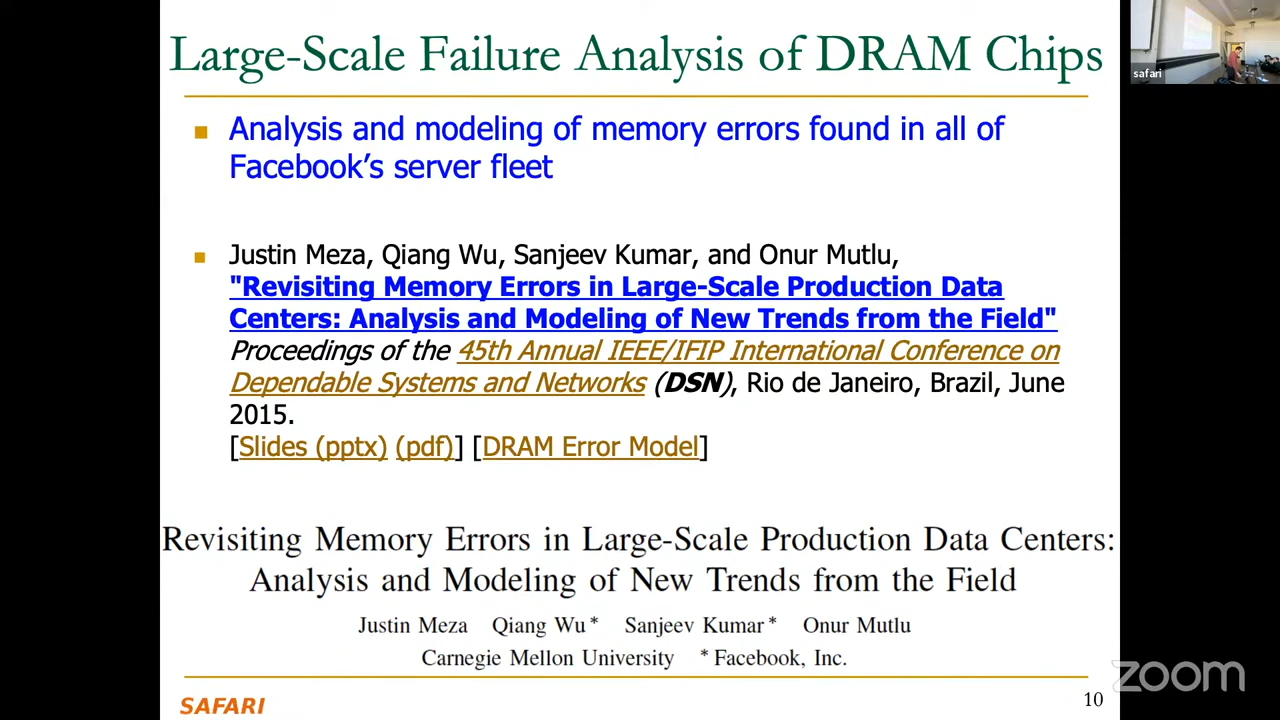 Large-Scale Failure Analysis of DRAM Chips
Analysis and modeling of memory errors found in all of
Facebook’s server fleet
Justin Meza, Qiang Wu, Sanjeev Kumar, and Onur Mutlu,
"Revisiting Memory Errors in Large-Scale Production Data
Centers: Analysis and Modeling of New Trends from the Field"
Proceedings of the 45th Annual IEEE/IFIP International Conference on
Dependable Systems and Networks (DSN), Rio de Janeiro, Brazil, June
2015.
[Slides (pptx) (pdf)] [DRAM Error Model]
Revisiting Memory Errors in Large-Scale Production Data Centers:
Analysis and Modeling of New Trends from the Field
Justin Meza Qiang Wu* Sanjeev Kumar* Onur Mutlu
Carnegie Mellon University *Facebook, Inc.
SAFARI
10
safari
zoom